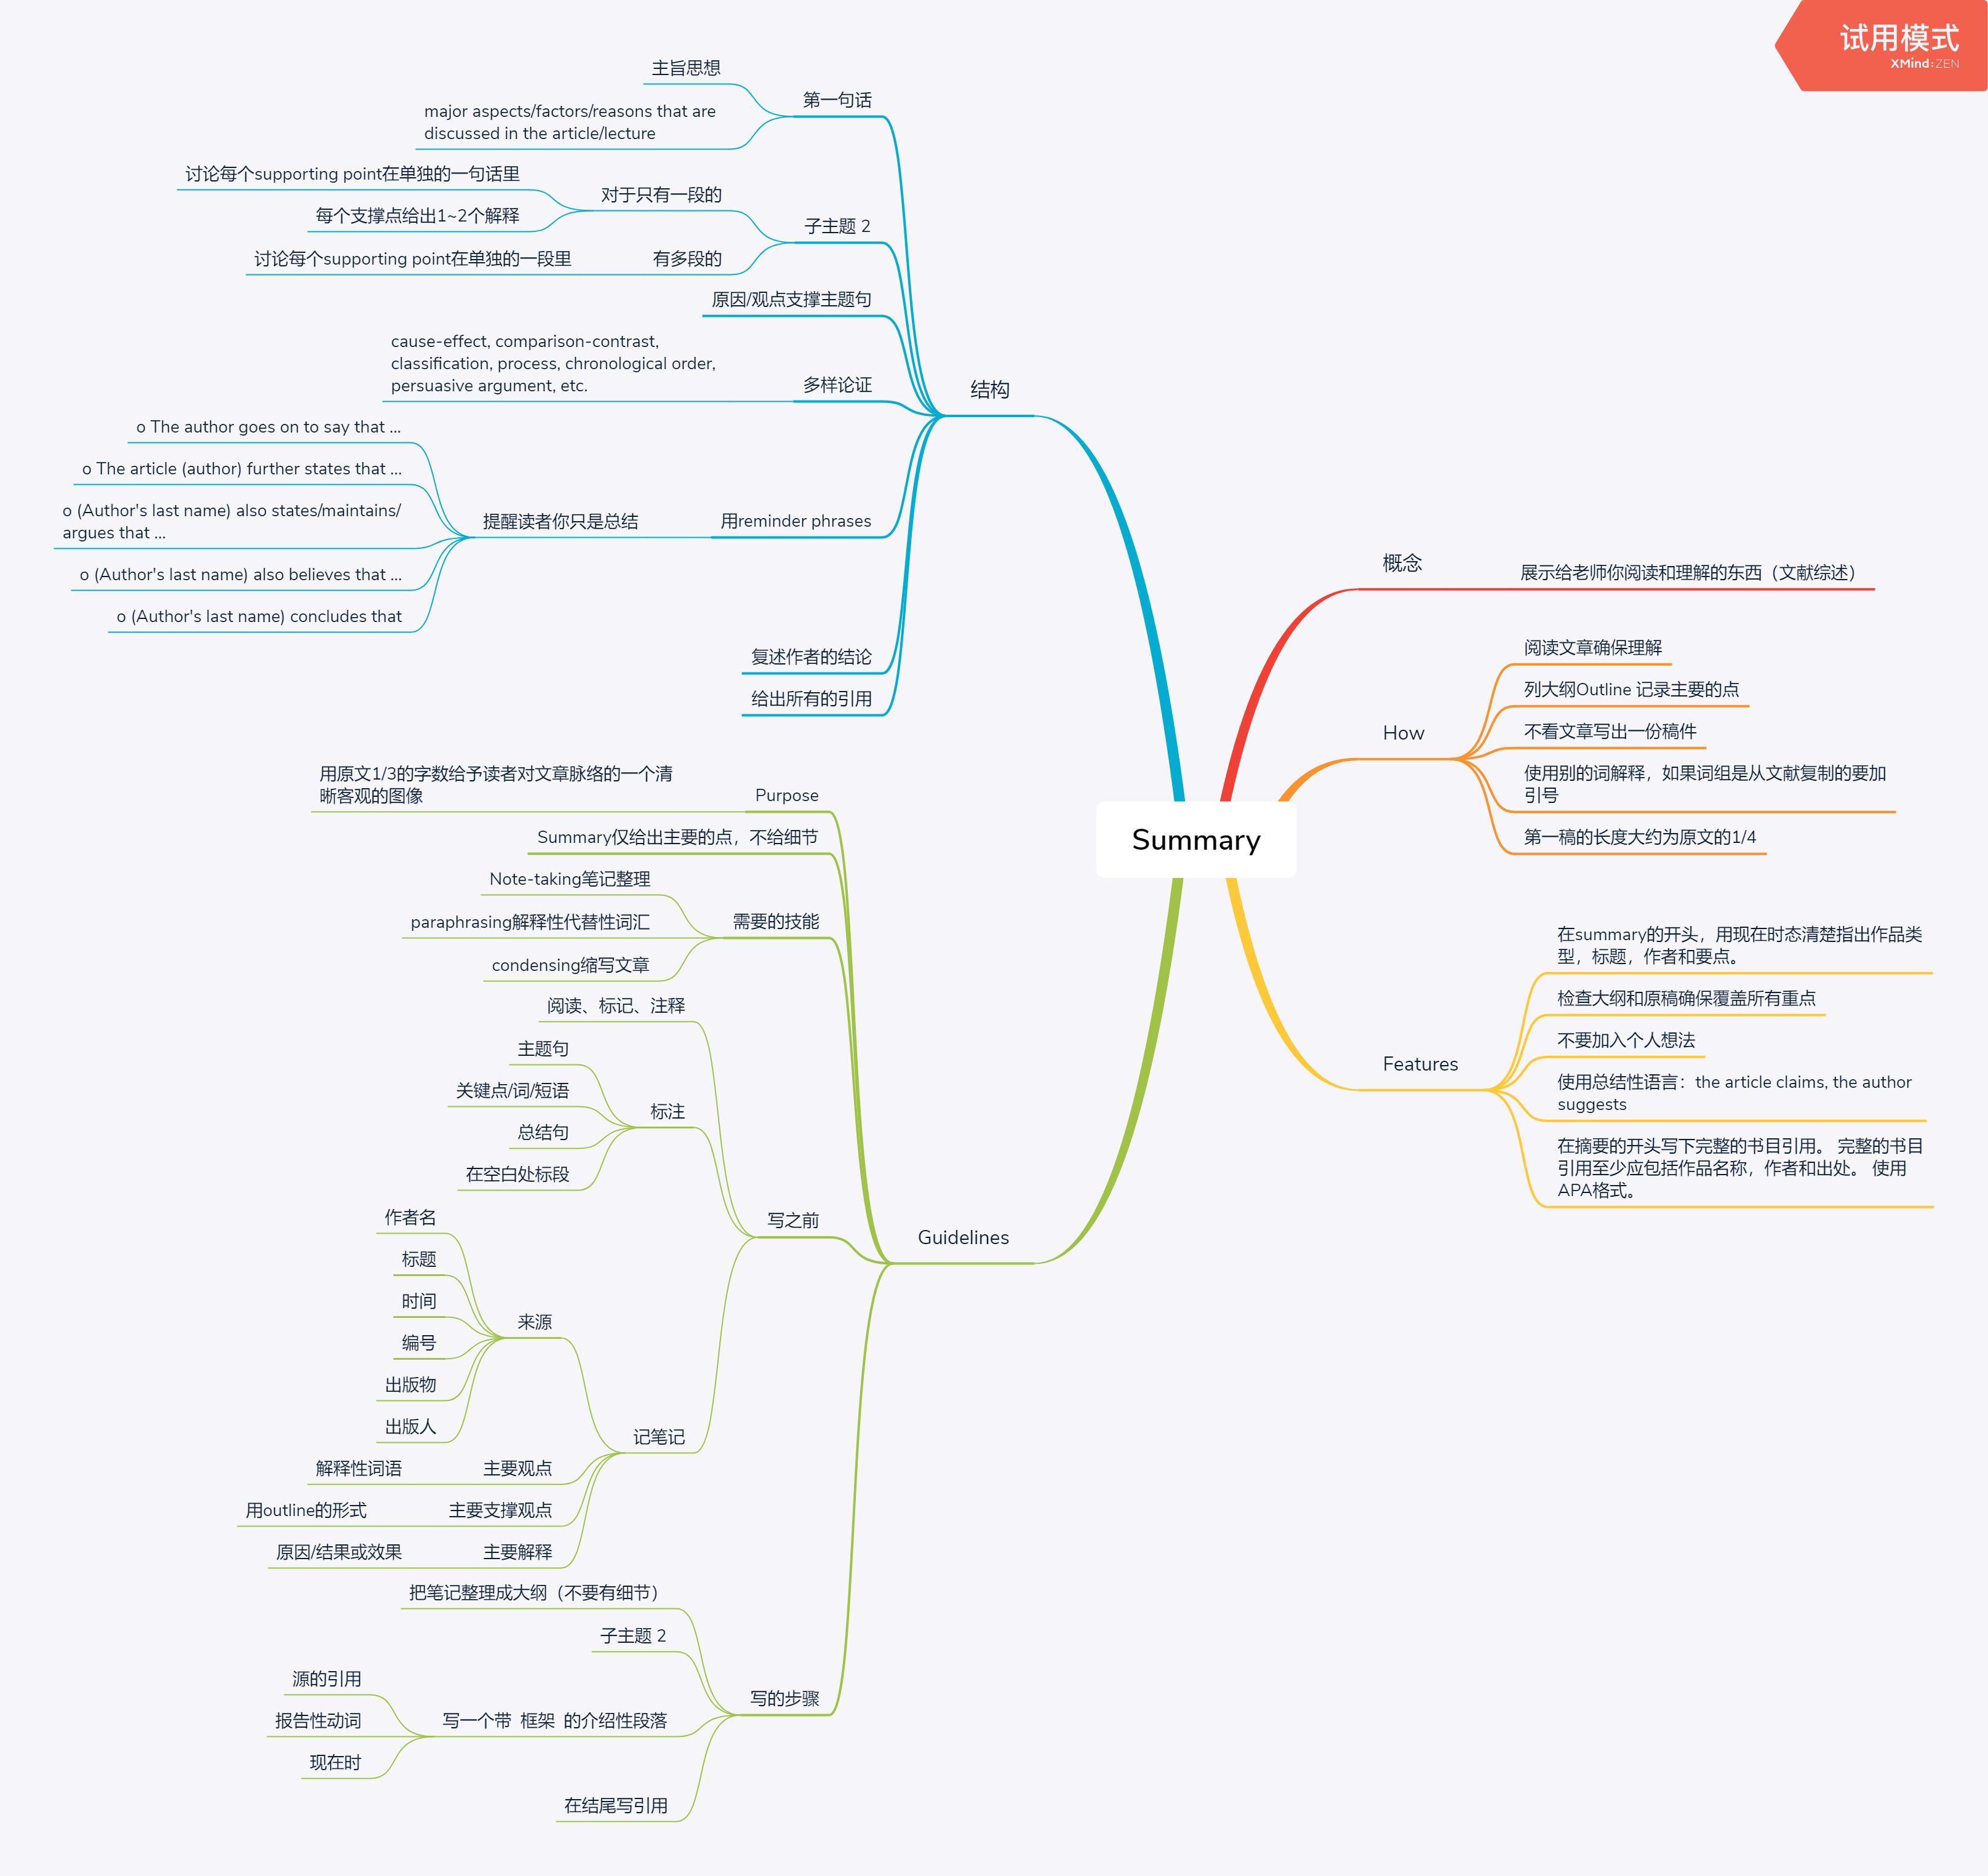 试用模式
XMind:ZEN
Summary
概念
展示给老师你阅读和理解的东西（文献综述）
How
阅读文章确保理解
列大纲Outline 记录主要的点
不看文章写出一份稿件
使用别的词解释，如果词组是从文献复制的要加
引号
第一稿的长度大约为原文的1/4
Features
在summary的开头，用现在时态清楚指出作品类
型，标题，作者和要点。
检查大纲和原稿确保覆盖所有重点
不要加入个人想法
使用总结性语言：the article claims, the author
suggests
在摘要的开头写下完整的书目引用。 完整的书目
引用至少应包括作品名称，作者和出处。 使用
APA格式。
Guidelines
Purpose
用原文1/3的字数给予读者对文章脉络的一个清
晰客观的图像
Summary仅给出主要的点，不给细节
需要的技能
Note-taking笔记整理
paraphrasing解释性代替性词汇
condensing缩写文章
写之前
阅读、标记、注释
标注
主题句
关键点/词/短语
总结句
在空白处标段
记笔记
来源
作者名
标题
时间
编号
出版物
出版人
主要观点
解释性词语
主要支撑观点
用outline的形式
主要解释
原因/结果或效果
写的步骤
把笔记整理成大纲（不要有细节）
子主题 2
写一个带 框架 的介绍性段落
源的引用
报告性动词
现在时
在结尾写引用
结构
第一句话
主旨思想
major aspects/factors/reasons that are
discussed in the article/lecture
子主题 2
对于只有一段的
讨论每个supporting point在单独的一句话里
每个支撑点给出1~2个解释
有多段的
讨论每个supporting point在单独的一段里
原因/观点支撑主题句
多样论证
cause-effect, comparison-contrast,
classification, process, chronological order,
persuasive argument, etc.
用reminder phrases
提醒读者你只是总结
o The author goes on to say that ...
o The article (author) further states that ...
o (Author's last name) also states/maintains/
argues that ...
o (Author's last name) also believes that ...
o (Author's last name) concludes that
复述作者的结论
给出所有的引用